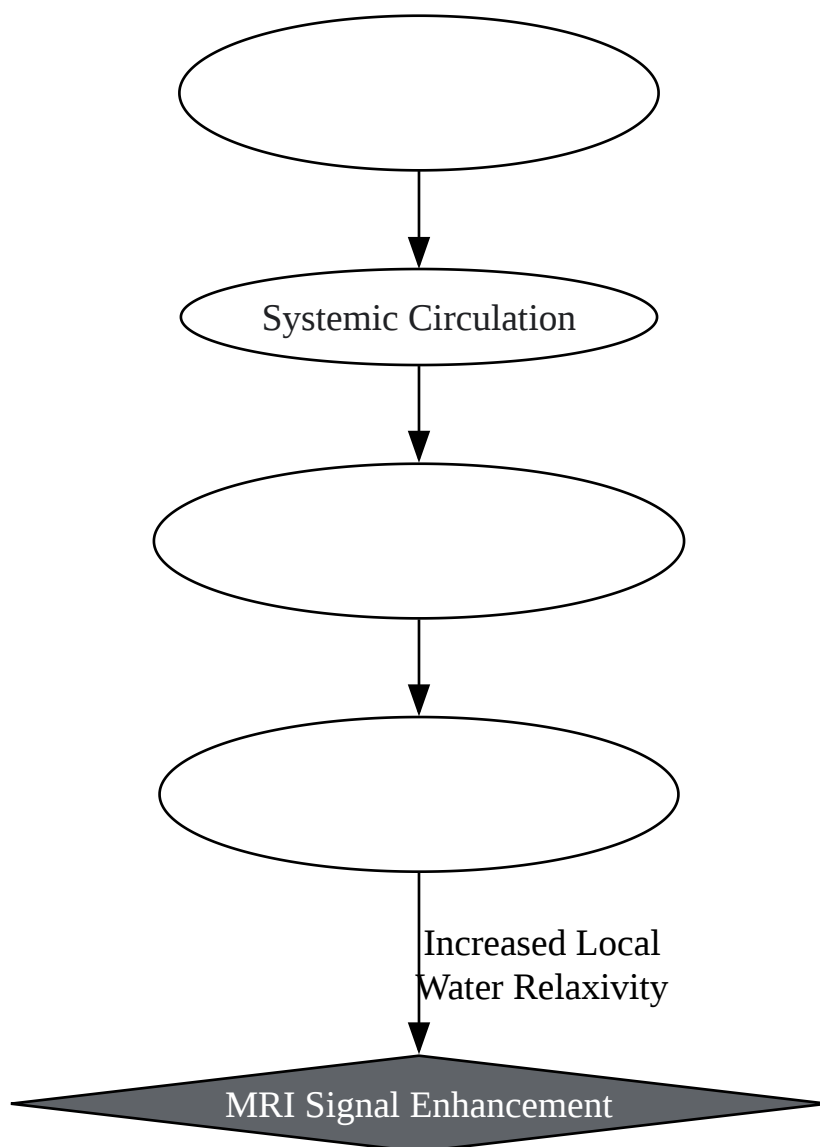 Systemic Circulation
Increased Local
Water Relaxivity
MRI Signal Enhancement